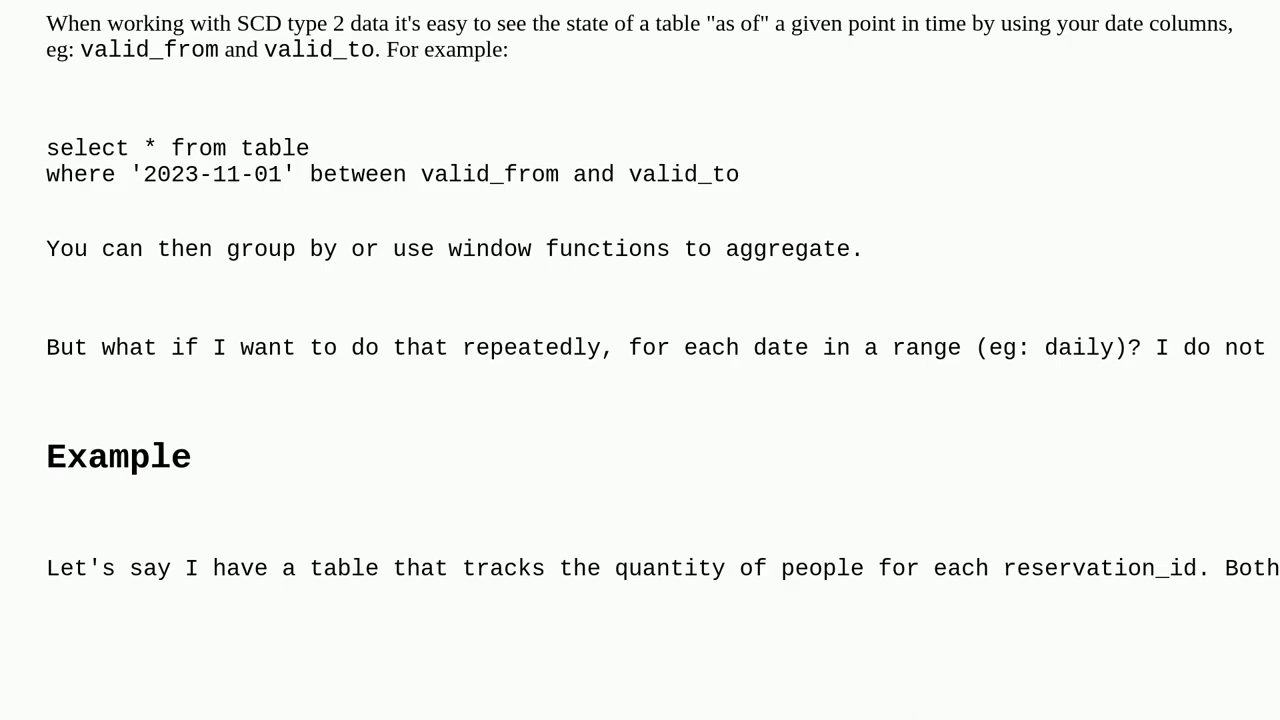 When working with SCD type 2 data it's easy to see the state of a table "as of" a given point in time by using your date columns,
eg: valid_from and valid_to. For example:
select * from table
where '2023-11-01' between valid_from and valid_to
You can then group by or use window functions to aggregate.
But what if I want to do that repeatedly, for each date in a range (eg: daily)? I do not
Example
Let's say I have a table that tracks the quantity of people for each reservation_id. Both